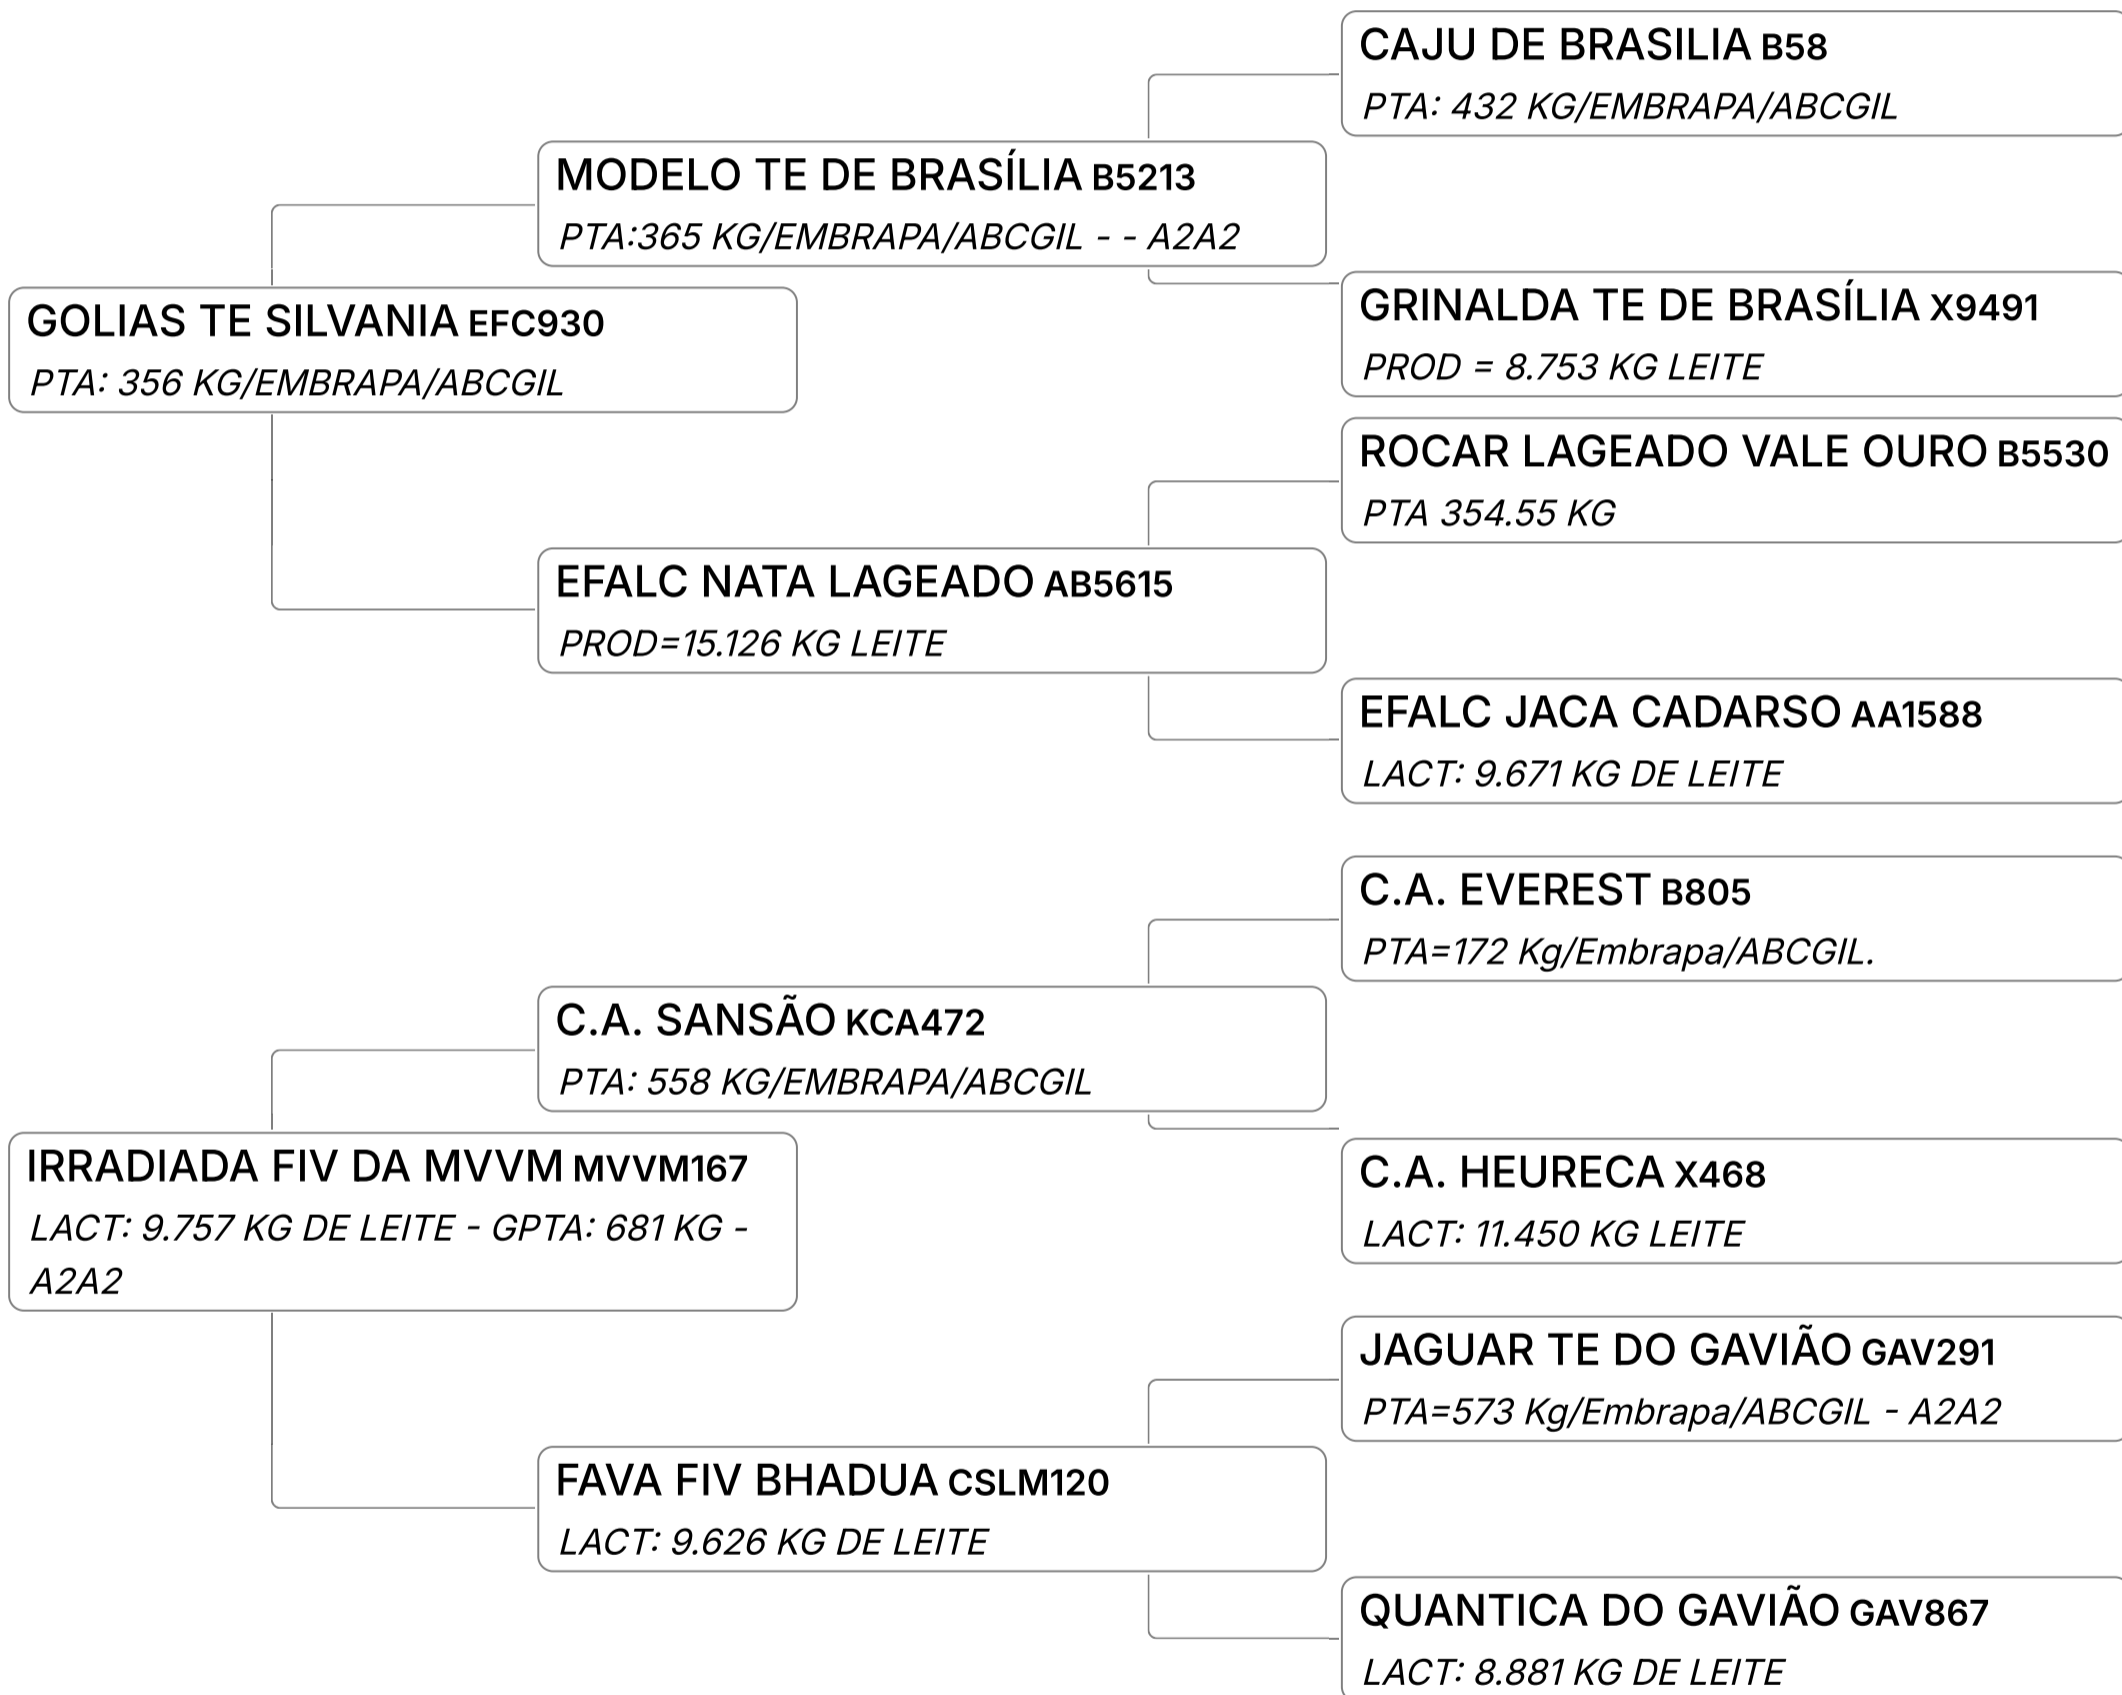 CAJU DE BRASILIA B58
PTA: 432 KG/EMBRAPA/ABCGIL
MODELO TE DE BRASÍLIA B5213
PTA:365 KG/EMBRAPA/ABCGIL - - A2A2
GRINALDA TE DE BRASÍLIA X9491
PROD = 8.753 KG LEITE
GOLIAS TE SILVANIA EFC930
PTA: 356 KG/EMBRAPA/ABCGIL
ROCAR LAGEADO VALE OURO B5530
PTA 354.55 KG
EFALC NATA LAGEADO AB5615
PROD=15.126 KG LEITE
EFALC JACA CADARSO AA1588
LACT: 9.671 KG DE LEITE
C.A. EVEREST B805
PTA=172 Kg/Embrapa/ABCGIL.
C.A. SANSÃO KCA472
PTA: 558 KG/EMBRAPA/ABCGIL
C.A. HEURECA X468
LACT: 11.450 KG LEITE
IRRADIADA FIV DA MVVM MVVM167
LACT: 9.757 KG DE LEITE - GPTA: 681 KG -
A2A2
JAGUAR TE DO GAVIÃO GAV291
PTA=573 Kg/Embrapa/ABCGIL - A2A2
FAVA FIV BHADUA CSLM120
LACT: 9.626 KG DE LEITE
QUANTICA DO GAVIÃO GAV867
LACT: 8.881 KG DE LEITE